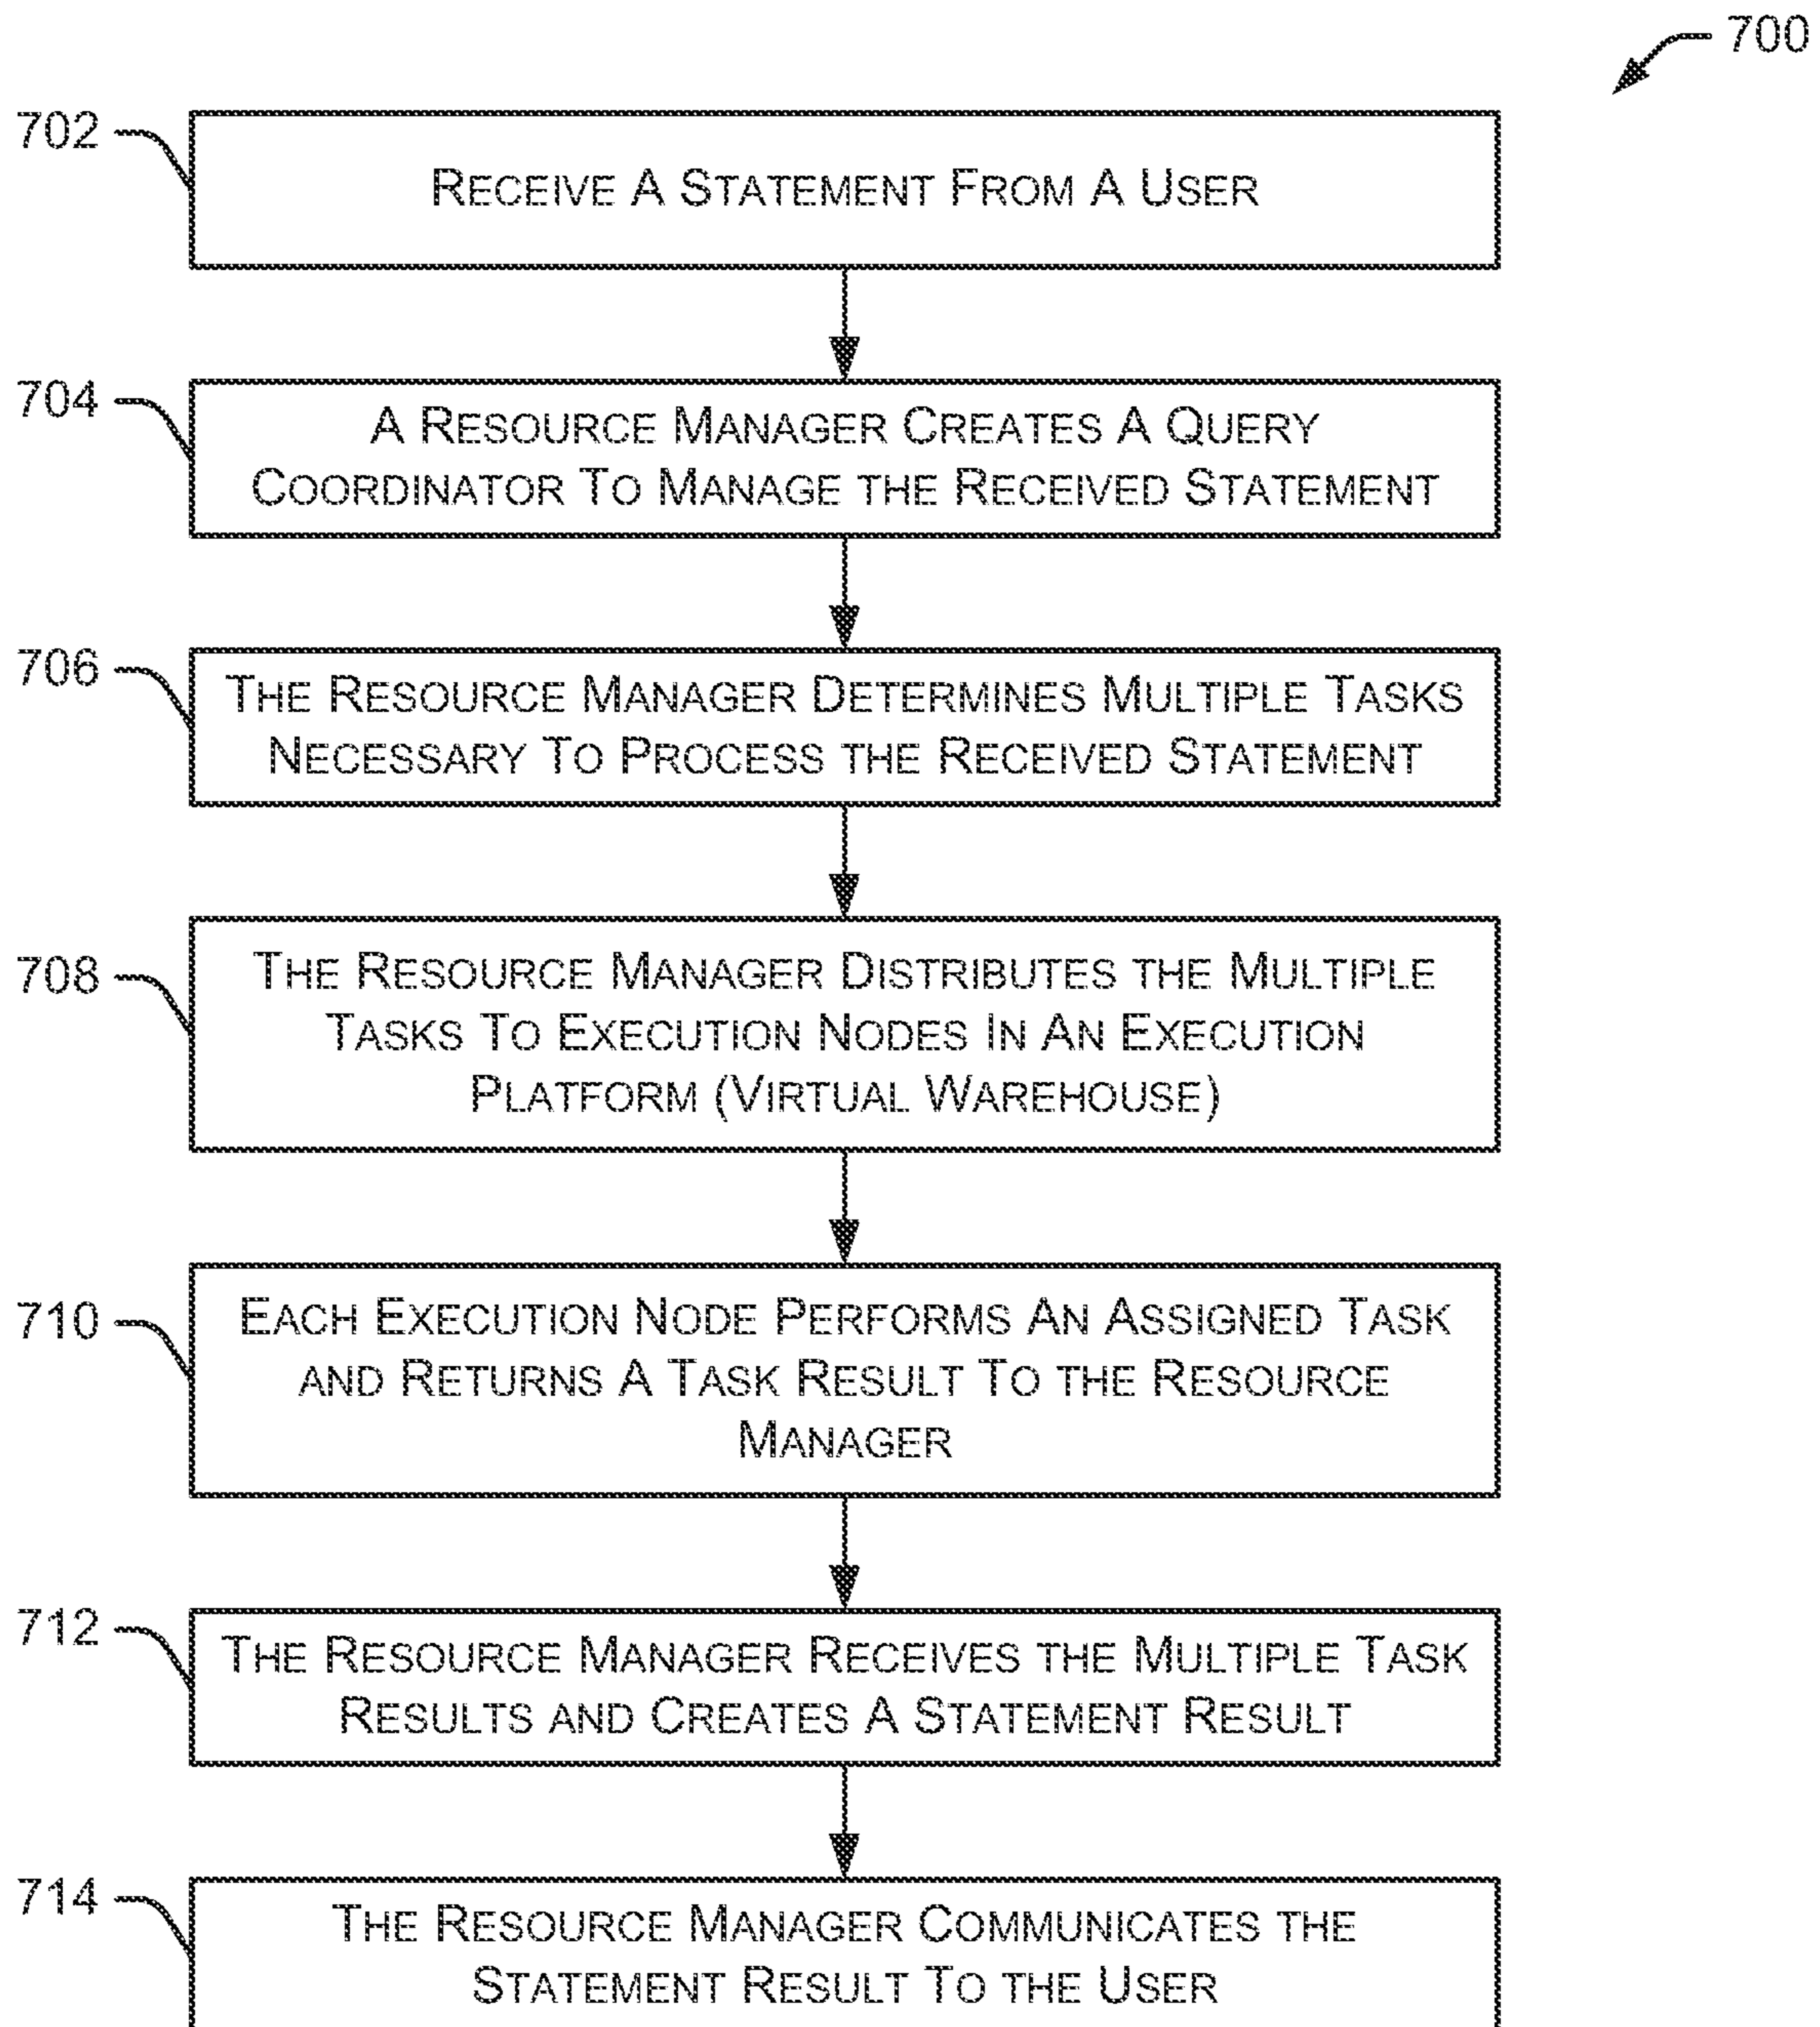 700
702
RECEIVE A STATEMENT FROM A USER
704
A RESOURCE MANAGER CREATES A QUERY
COORDINATOR TO MANAGE THE RECEIVED STATEMENT
706
THE RESOURCE MANAGER DETERMINES MULTIPLE TASKS
NECESSARY TO PROCESS THE RECEIVED STATEMENT
708
THE RESOURCE MANAGER DISTRIBUTES THE MULTIPLE
TASKS TO EXECUTION NODES IN AN EXECUTION
PLATFORM (VIRTUAL WAREHOUSE)
710
EACH EXECUTION NODE PERFORMS AN ASSIGNED TASK
AND RETURNS A TASK RESULT TO THE RESOURCE
MANAGER
712
THE RESOURCE MANAGER RECEIVES THE MULTIPLE TASK
RESULTS AND CREATES A STATEMENT RESULT
714
THE RESOURCE MANAGER COMMUNICATES THE
STATEMENT RESULT TO THE USER